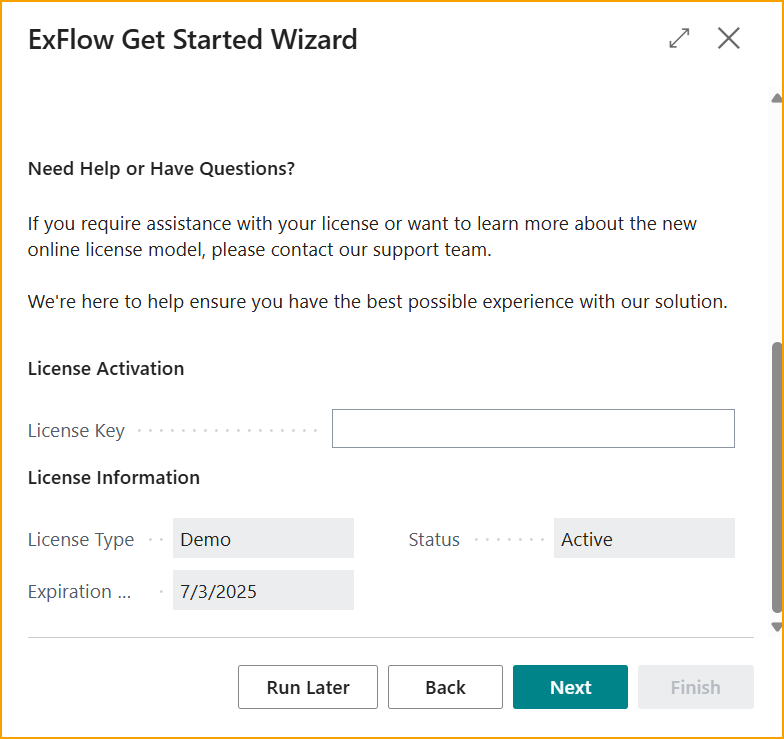 ExFlow Get Started Wizard
Need Help or Have Questions?
If you require assistance with your license or want to learn more about the new
online license model, please contact our support team.
We're here to help ensure you have the best possible experience with our solution.
License Activation
License Key
License Information
License Type Demo Status Active
Expiration ... 7/3/2025
Run Later Back Next Finish